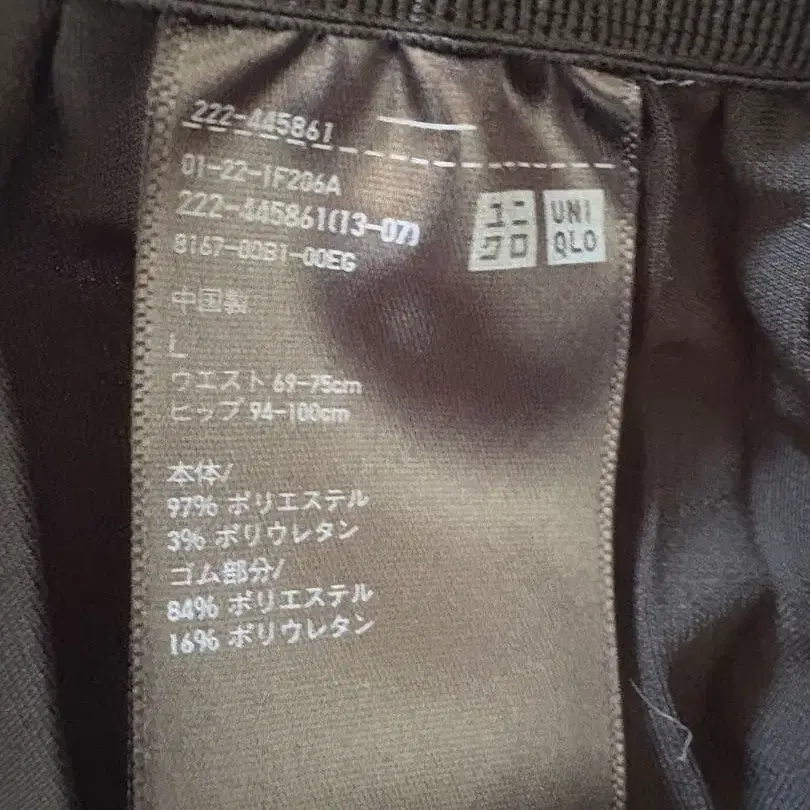 222-445861
01-22-1F206A
222-445861(13-07)
8167-00B1-00EG
ユニ
クロ
UNI
QLO
中国製
L
ウエスト 69-75cm
ヒップ 94-100cm
本体/
97% ポリエステル
3% ポリウレタン
ゴム部分/
84% ポリエステル
16% ポリウレタン